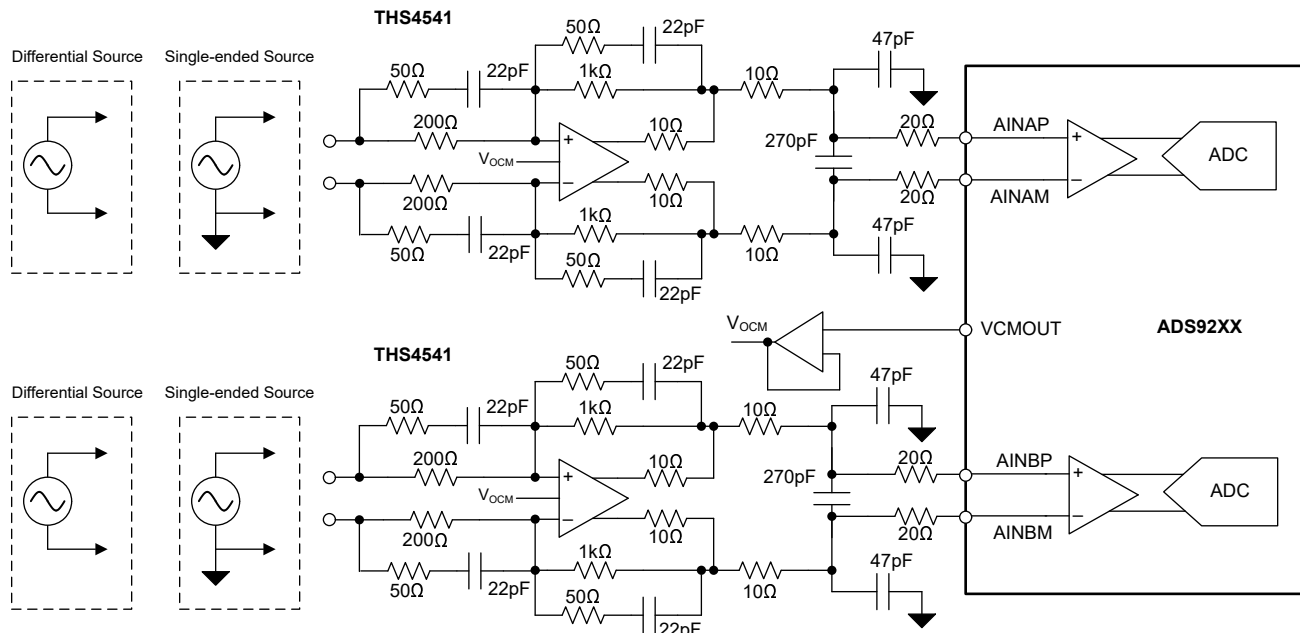 THS4541
Differential Source
Single-ended Source
50Ω
22pF
50Ω
22pF
1kΩ
200Ω
+
VOCM
−
10Ω
10Ω
200Ω
50Ω
22pF
1kΩ
50Ω
22pF
10Ω
10Ω
47pF
270pF
47pF
20Ω
20Ω
AINAP
AINAM
+
−
ADC
VOCM
VCMOUT
ADS92XX
THS4541
Differential Source
Single-ended Source
50Ω
22pF
50Ω
22pF
1kΩ
200Ω
+
VOCM
−
10Ω
10Ω
200Ω
50Ω
22pF
1kΩ
50Ω
22pF
10Ω
10Ω
47pF
270pF
47pF
20Ω
20Ω
AINBP
AINBM
+
−
ADC